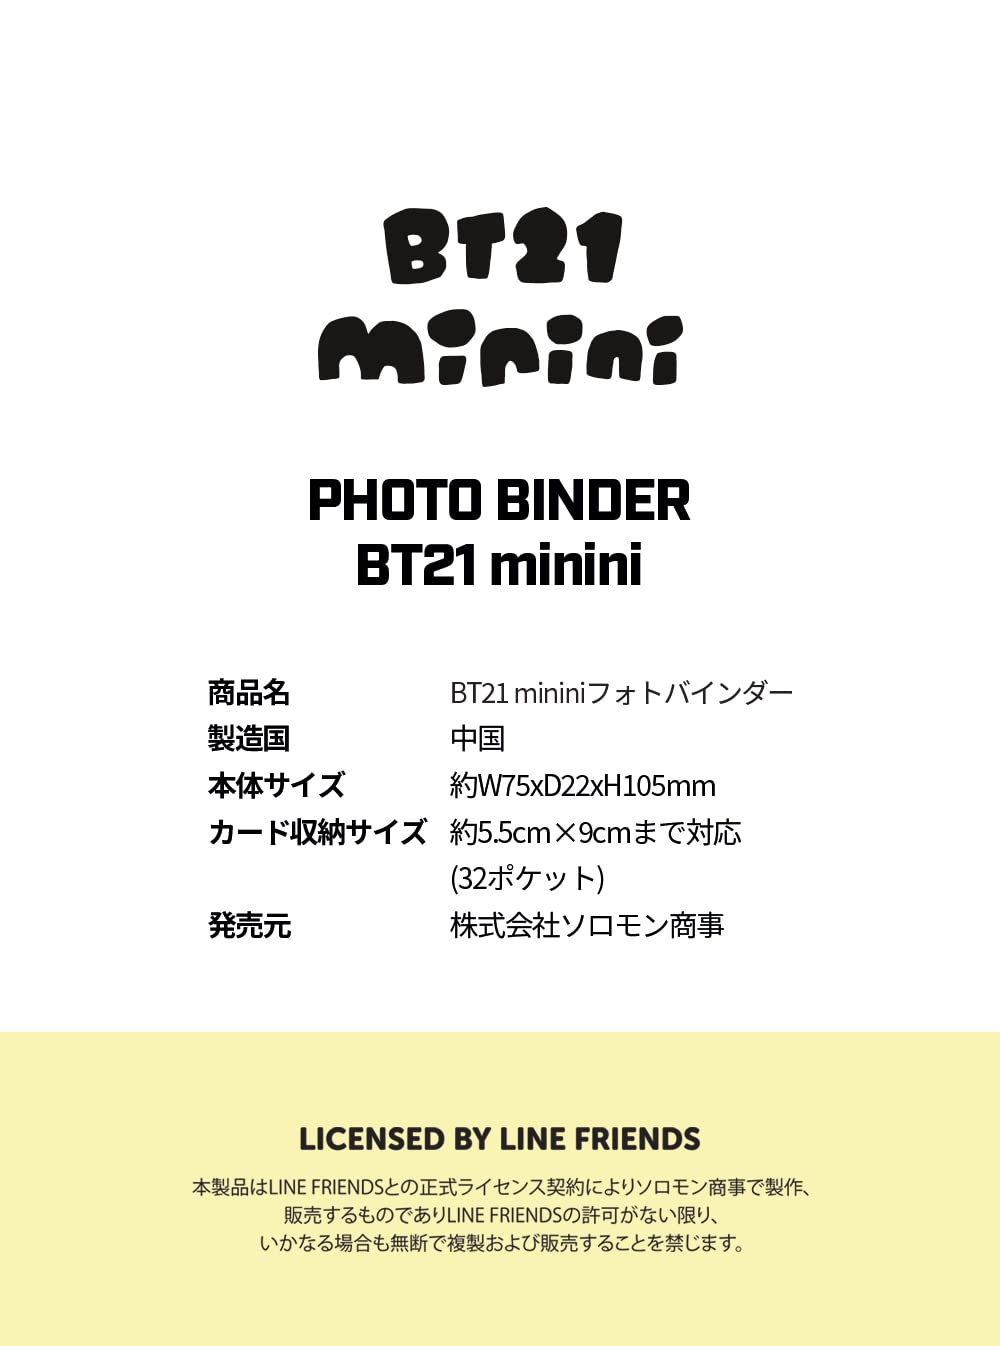 BT21
minini
PHOTO BINDER
BT21 minini
商品名 BT21 mininiフォトバインダー
製造国 中国
本体サイズ 約W75xD22xH105mm
カード収納サイズ 約5.5cm×9cmまで対応
(32ポケット)
発売元 株式会社ソロモン商事
LICENSED BY LINE FRIENDS
本製品はLINE FRIENDSとの正式ライセンス契約によりソロモン商事で製作、
販売するものでありLINE FRIENDSの許可がない限り、
いかなる場合も無断で複製および販売することを禁じます。